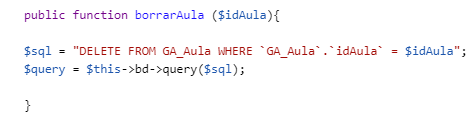 public function borrarAula ($idAula){
$sql = "DELETE FROM GA_Aula WHERE `GA_Aula`.`idAula` = $idAula";
$query = $this->bd->query($sql);
}